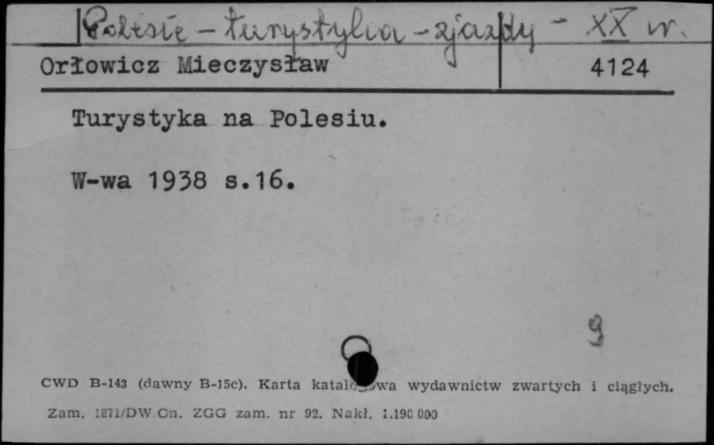 Polesie - turystyka - zjazdy - XX w.
Orłowicz Mieczysław 4124
Turystyka na Polesiu.
W-wa 1938 s.16.
9
CWD B-143 (dawny B-15c). Karta katalogowa wydawnictw zwartych i ciągłych.
Zam. 1871/DW Cn. ZGG zam. nr 92. Nakł. 1.190 000